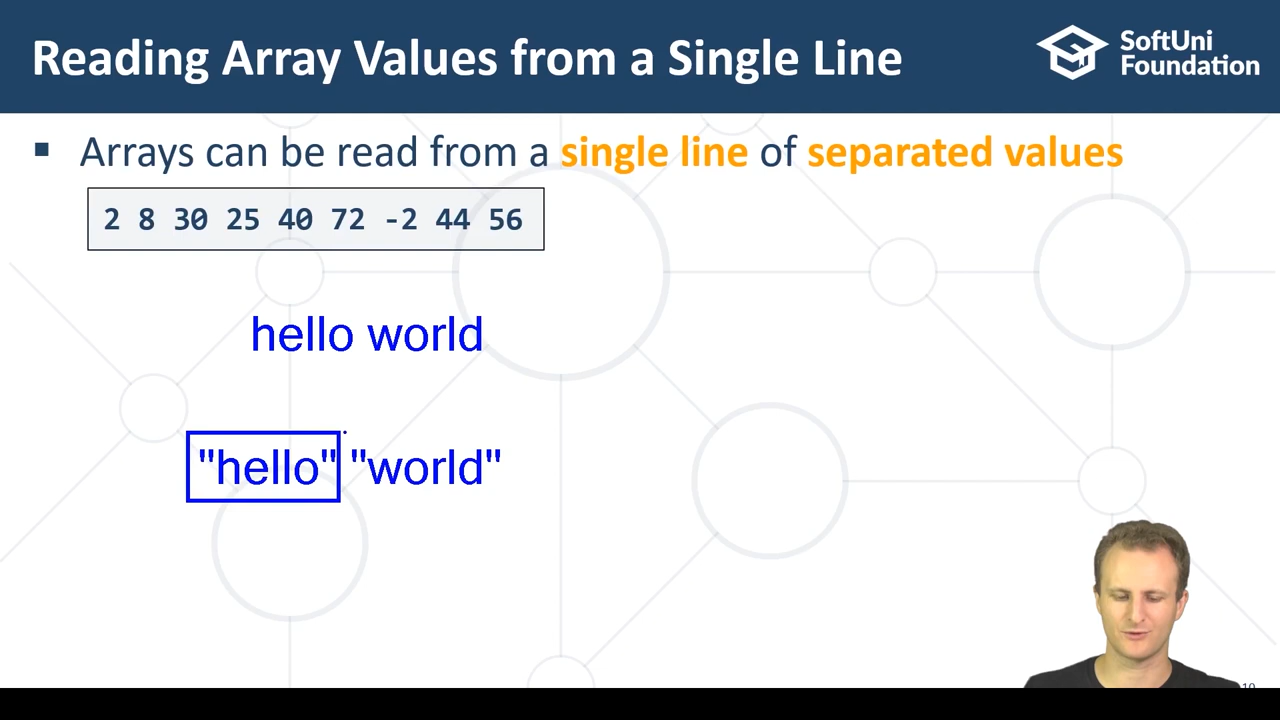 Reading Array Values from a Single Line
SoftUni
Foundation
▪ Arrays can be read from a single line of separated values
2 8 30 25 40 72 -2 44 56
hello world
"hello" "world"